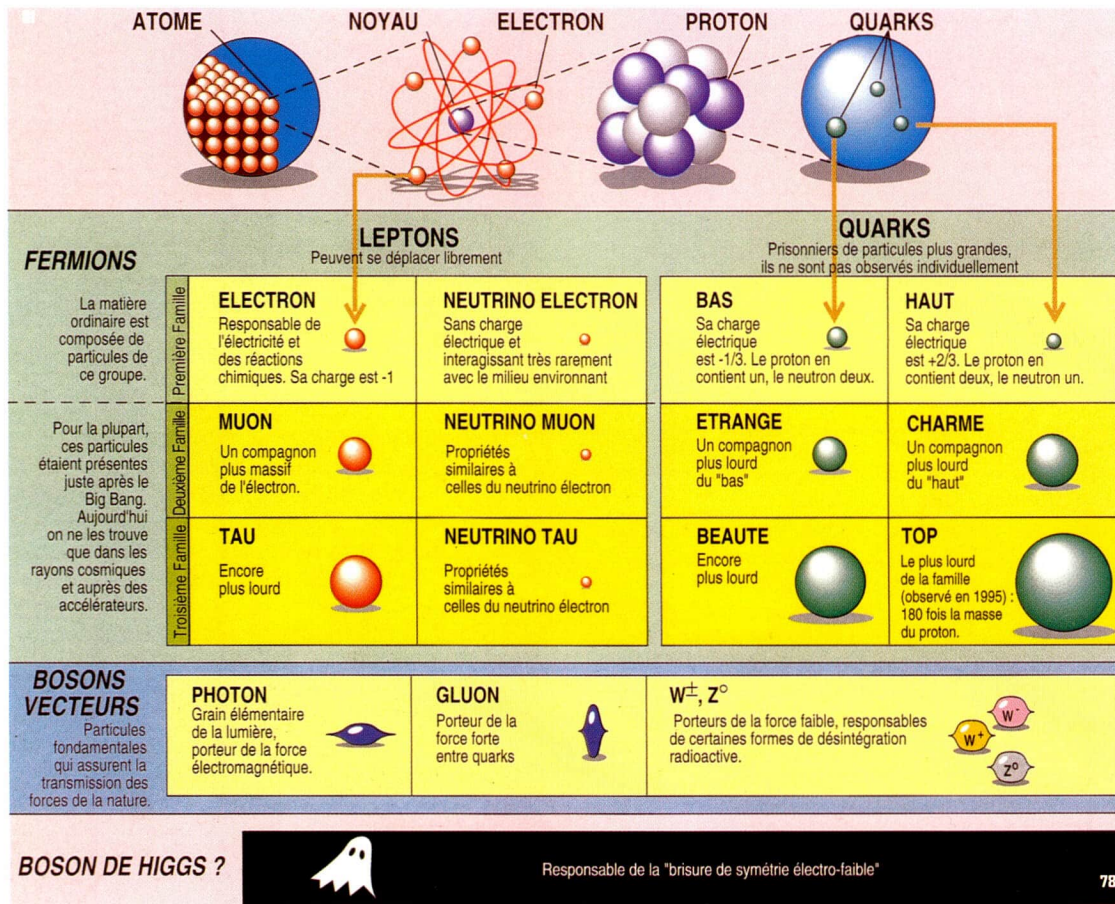 ATOME
NOYAU
ELECTRON
PROTON
QUARKS
FERMIONS
La matière
ordinaire est
composée de
particules de
ce groupe.
Pour la plupart,
ces particules
étaient présentes
juste après le
Big Bang.
Aujourd'hui
on ne les trouve
que dans les
rayons cosmiques
et auprès des
accélérateurs.
LEPTONS
Peuvent se déplacer librement
QUARKS
Prisonniers de particules plus grandes,
ils ne sont pas observés individuellement
Première Famille
ELECTRON
Responsable de
l'électricité et
des réactions
chimiques. Sa charge est -1
NEUTRINO ELECTRON
Sans charge
électrique et
interagissant très rarement
avec le milieu environnant
BAS
Sa charge
électrique
est -1/3. Le proton en
contient un, le neutron deux.
HAUT
Sa charge
électrique
est +2/3. Le proton en
contient deux, le neutron un.
Deuxième Famille
MUON
Un compagnon
plus massif
de l'électron.
NEUTRINO MUON
Propriétés
similaires à
celles du neutrino électron
ETRANGE
Un compagnon
plus lourd
du "bas"
CHARME
Un compagnon
plus lourd
du "haut"
Troisième Famille
TAU
Encore
plus lourd
NEUTRINO TAU
Propriétés
similaires à
celles du neutrino électron
BEAUTE
Encore
plus lourd
TOP
Le plus lourd
de la famille
(observé en 1995) :
180 fois la masse
du proton.
BOSONS
VECTEURS
Particules
fondamentales
qui assurent la
transmission des
forces de la nature.
PHOTON
Grain élémentaire
de la lumière,
porteur de la force
électromagnétique.
GLUON
Porteur de la
force forte
entre quarks
W±, Z°
Porteurs de la force faible, responsables
de certaines formes de désintégration
radioactive.
W-
W+
Z°
BOSON DE HIGGS ?
Responsable de la "brisure de symétrie électro-faible"
78